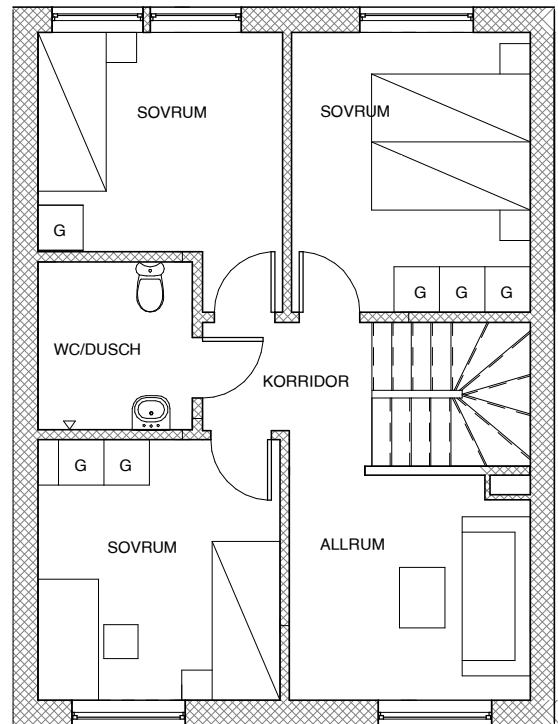 SOVRUM
SOVRUM
G
G G G
WC/DUSCH
KORRIDOR
G G
SOVRUM
ALLRUM